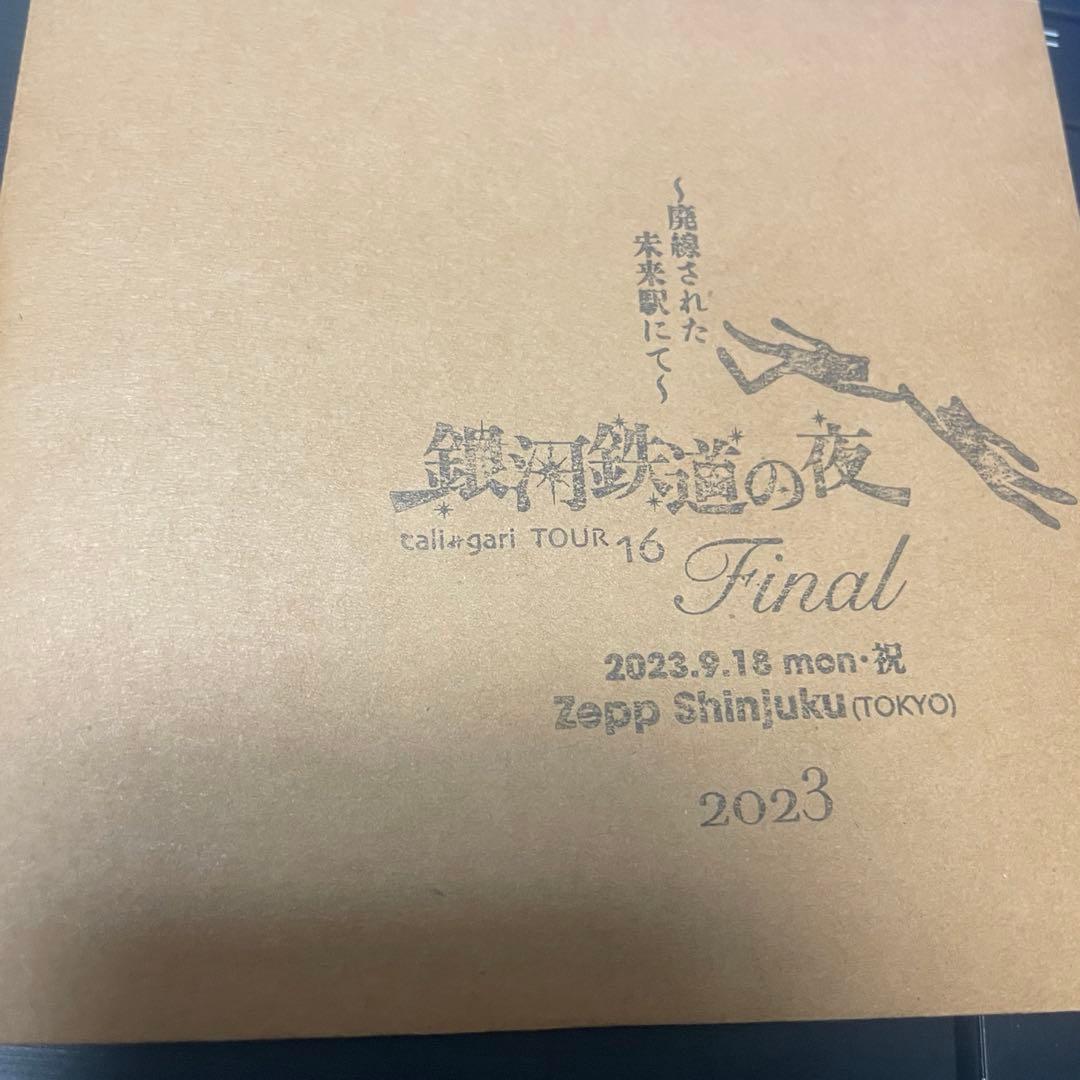 ～廃線された
未来駅にて～
銀河鉄道の夜
cali≠gari TOUR 16
Final
2023.9.18 mon・祝
Zepp Shinjuku (TOKYO)
2023